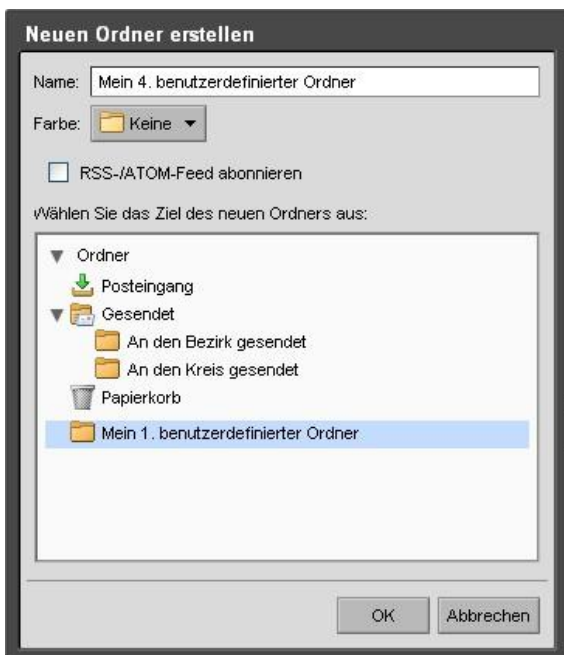 Neuen Ordner erstellen
Name: Mein 4. benutzerdefinierter Ordner
Farbe: Keine
RSS-/ATOM-Feed abonnieren
Wählen Sie das Ziel des neuen Ordners aus:
Ordner
Posteingang
Gesendet
An den Bezirk gesendet
An den Kreis gesendet
Papierkorb
Mein 1. benutzerdefinierter Ordner
OK Abbrechen